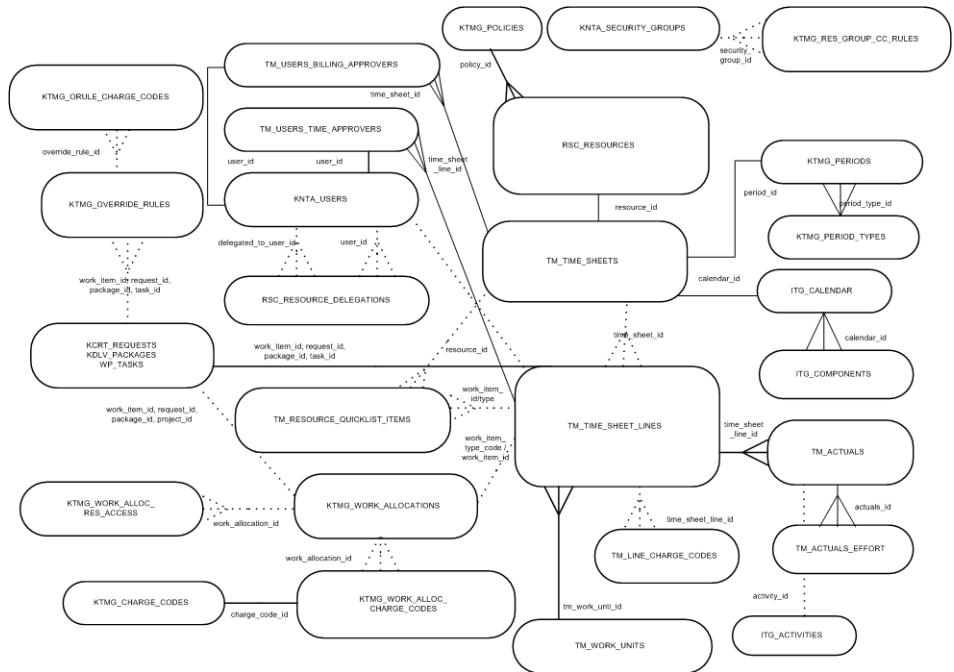 KTMG_POLICIES
KNTA_SECURITY_GROUPS
KTMG_RES_GROUP_CC_RULES
security_
group_id
policy_id
TM_USERS_BILLING_APPROVERS
time_sheet_id
KTMG_ORULE_CHARGE_CODES
override_rule_id
TM_USERS_TIME_APPROVERS
time_sheet
_line_id
user_id
user_id
RSC_RESOURCES
resource_id
KTMG_PERIODS
period_id
period_type_id
KTMG_PERIOD_TYPES
KTMG_OVERRIDE_RULES
KNTA_USERS
delegated_to_user_id
user_id
RSC_RESOURCE_DELEGATIONS
TM_TIME_SHEETS
calendar_id
ITG_CALENDAR
calendar_id
ITG_COMPONENTS
work_item_id, request_id,
package_id, task_id
KCRT_REQUESTS
KDLV_PACKAGES
WP_TASKS
work_item_id, request_id,
package_id, task_id
resource_id
time_sheet_id
work_item_id, request_id,
package_id, project_id
TM_RESOURCE_QUICKLIST_ITEMS
work_item_
id/type
work_item_
type_code /
work_item_id
TM_TIME_SHEET_LINES
time_sheet
line_id
TM_ACTUALS
actuals_id
TM_ACTUALS_EFFORT
activity_id
ITG_ACTIVITIES
KTMG_WORK_ALLOC_
RES_ACCESS
work_allocation_id
KTMG_WORK_ALLOCATIONS
time_sheet_line_id
TM_LINE_CHARGE_CODES
work_allocation_id
KTMG_CHARGE_CODES
charge_code_id
KTMG_WORK_ALLOC_
CHARGE_CODES
tm_work_unti_id
TM_WORK_UNITS